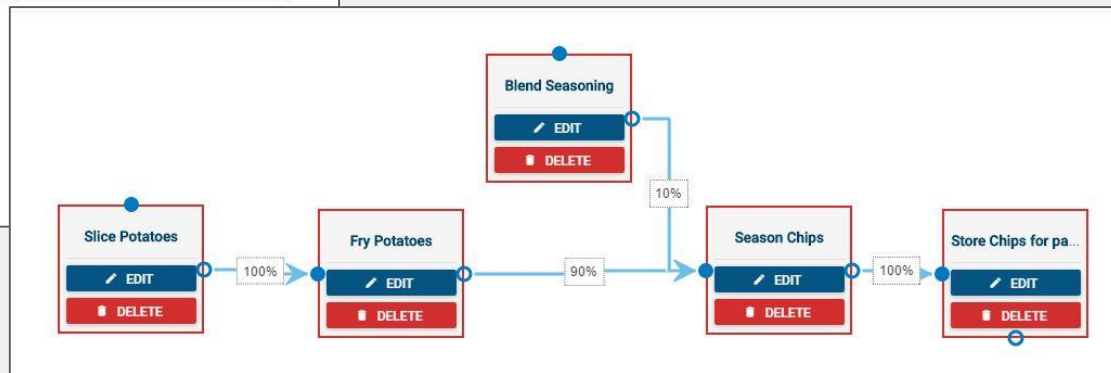 Blend Seasoning
EDIT
DELETE
10%
Slice Potatoes
EDIT
DELETE
100%
Fry Potatoes
EDIT
DELETE
90%
Season Chips
EDIT
DELETE
100%
Store Chips for pa...
EDIT
DELETE